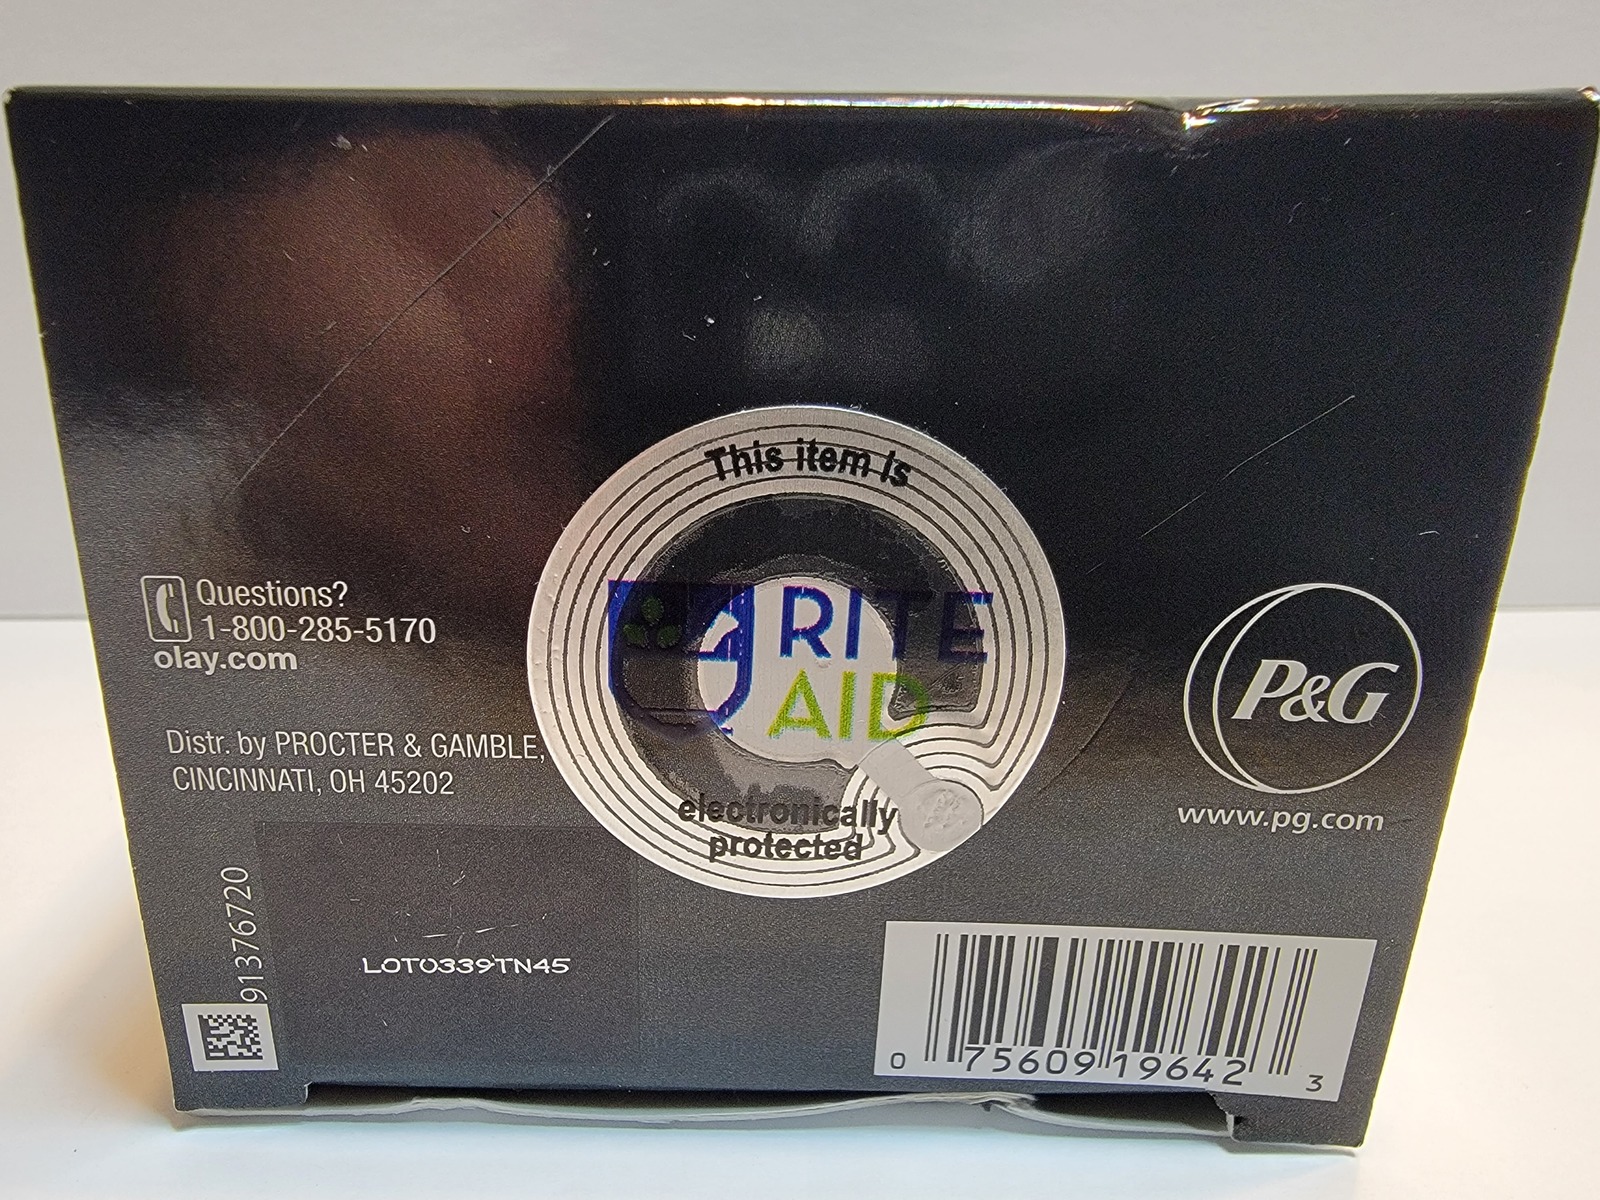 This item is
RITE
AID
electronically
protected
Questions?
1-800-285-5170
olay.com
Distr. by PROCTER & GAMBLE,
CINCINNATI, OH 45202
P&G
www.pg.com
91376720
LOT0339TN45
0 75609 19642 3